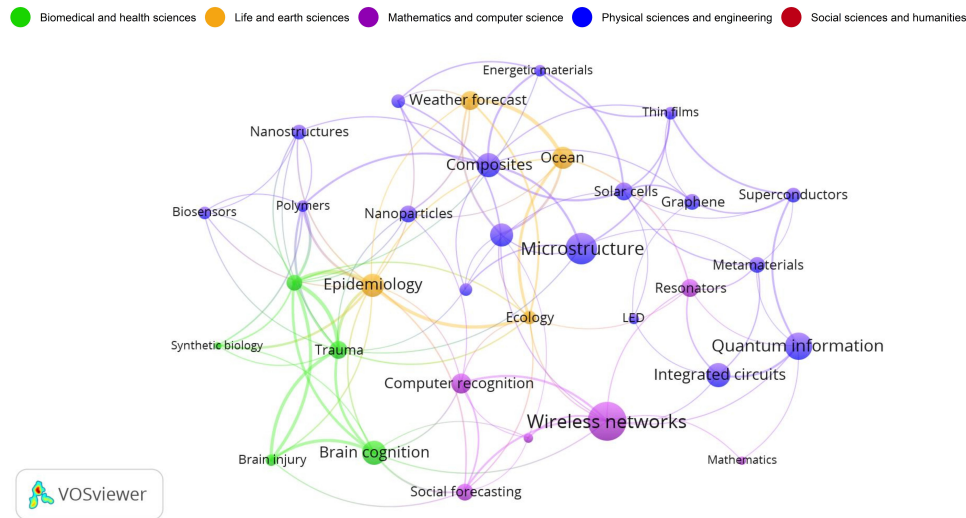 Biomedical and health sciences
Life and earth sciences
Mathematics and computer science
Physical sciences and engineering
Social sciences and humanities
Energetic materials
Weather forecast
Thin films
Nanostructures
Composites
Ocean
Solar cells
Graphene
Superconductors
Biosensors
Polymers
Nanoparticles
Microstructure
Metamaterials
Epidemiology
Resonators
Ecology
LED
Synthetic biology
Trauma
Quantum information
Integrated circuits
Computer recognition
Wireless networks
Brain injury
Brain cognition
Mathematics
Social forecasting
VOSviewer